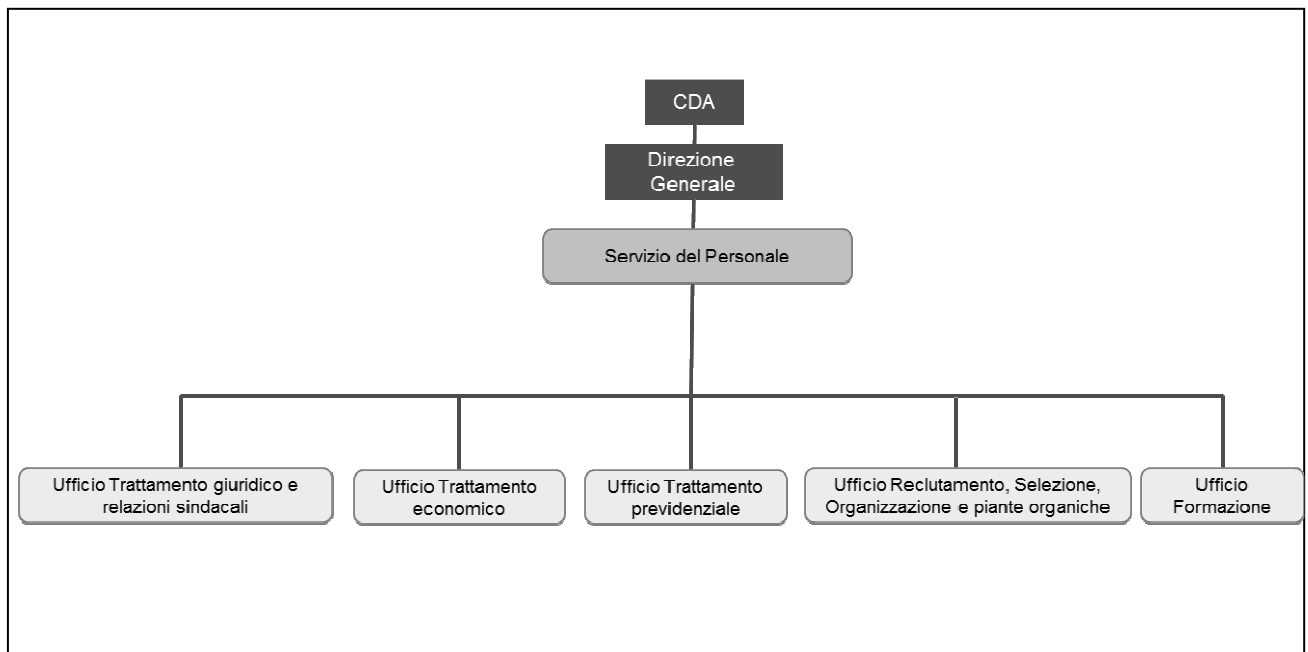 CDA
Direzione
Generale
Servizio del Personale
Ufficio Trattamento giuridico e
relazioni sindacali
Ufficio Trattamento
economico
Ufficio Trattamento
previdenziale
Ufficio Reclutamento, Selezione,
Organizzazione e piante organiche
Ufficio
Formazione